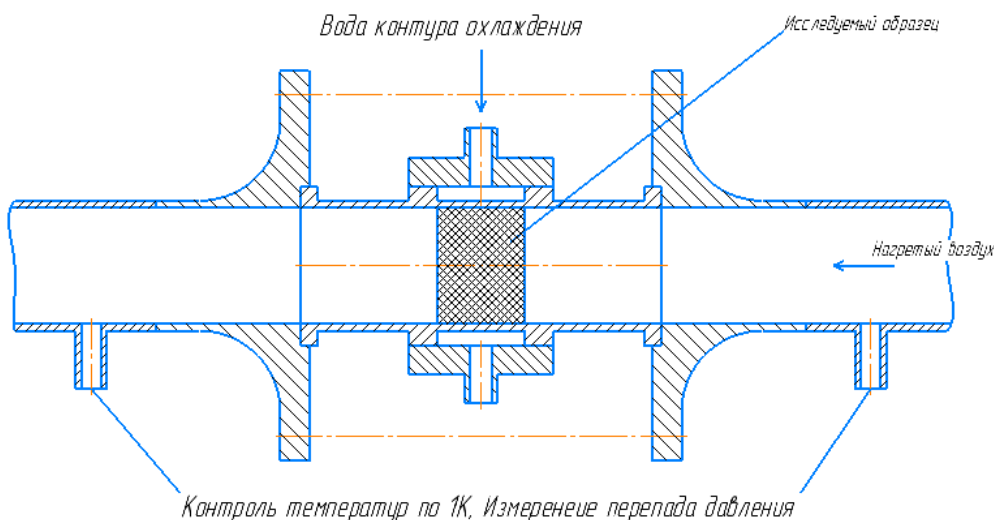 Вода контура охлаждения
Исследуемый образец
Нагретый воздух
Контроль температур по 1К, Измеренеие перепада давления